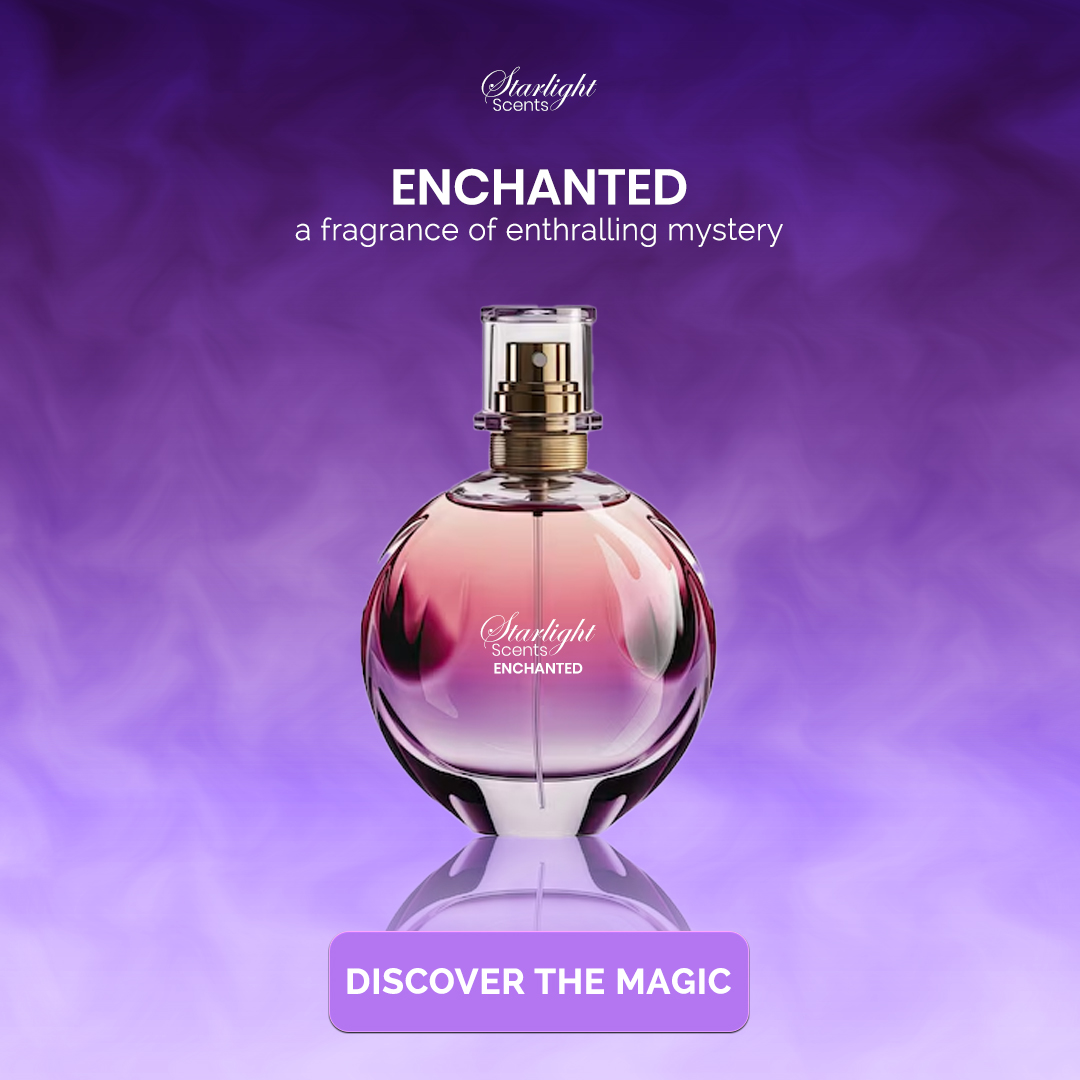 Starlight
Scents
ENCHANTED
a fragrance of enthralling mystery
Starlight
Scents
ENCHANTED
DISCOVER THE MAGIC